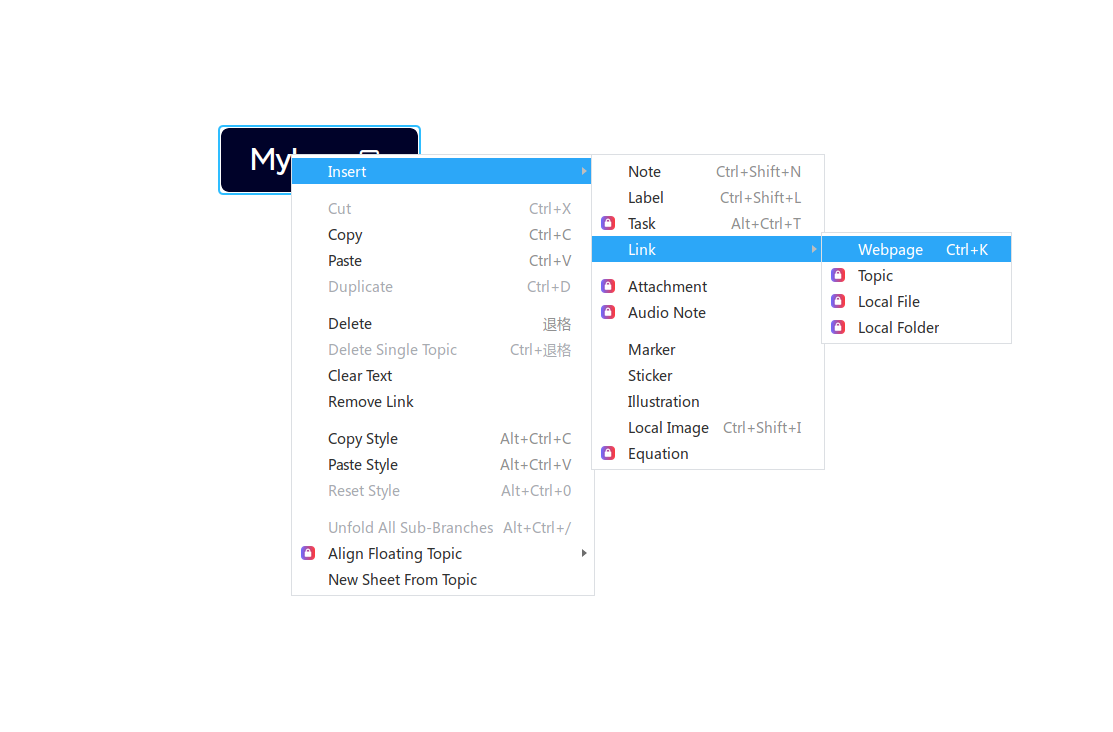 My
Insert
Cut Ctrl+X
Copy Ctrl+C
Paste Ctrl+V
Duplicate Ctrl+D
Delete 退格
Delete Single Topic Ctrl+退格
Clear Text
Remove Link
Copy Style Alt+Ctrl+C
Paste Style Alt+Ctrl+V
Reset Style Alt+Ctrl+0
Unfold All Sub-Branches Alt+Ctrl+/
Align Floating Topic
New Sheet From Topic
Note Ctrl+Shift+N
Label Ctrl+Shift+L
Task Alt+Ctrl+T
Link
Attachment
Audio Note
Marker
Sticker
Illustration
Local Image Ctrl+Shift+I
Equation
Webpage Ctrl+K
Topic
Local File
Local Folder